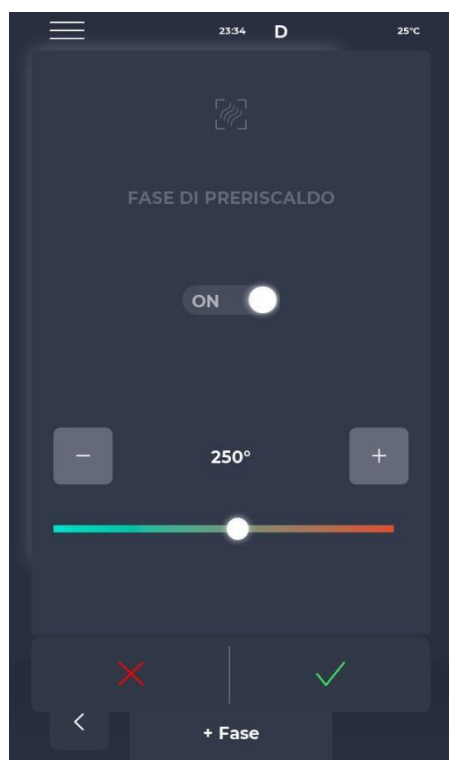 23:34 D 25°C
FASE DI PRERISCALDO
ON
− 250° +
+ Fase